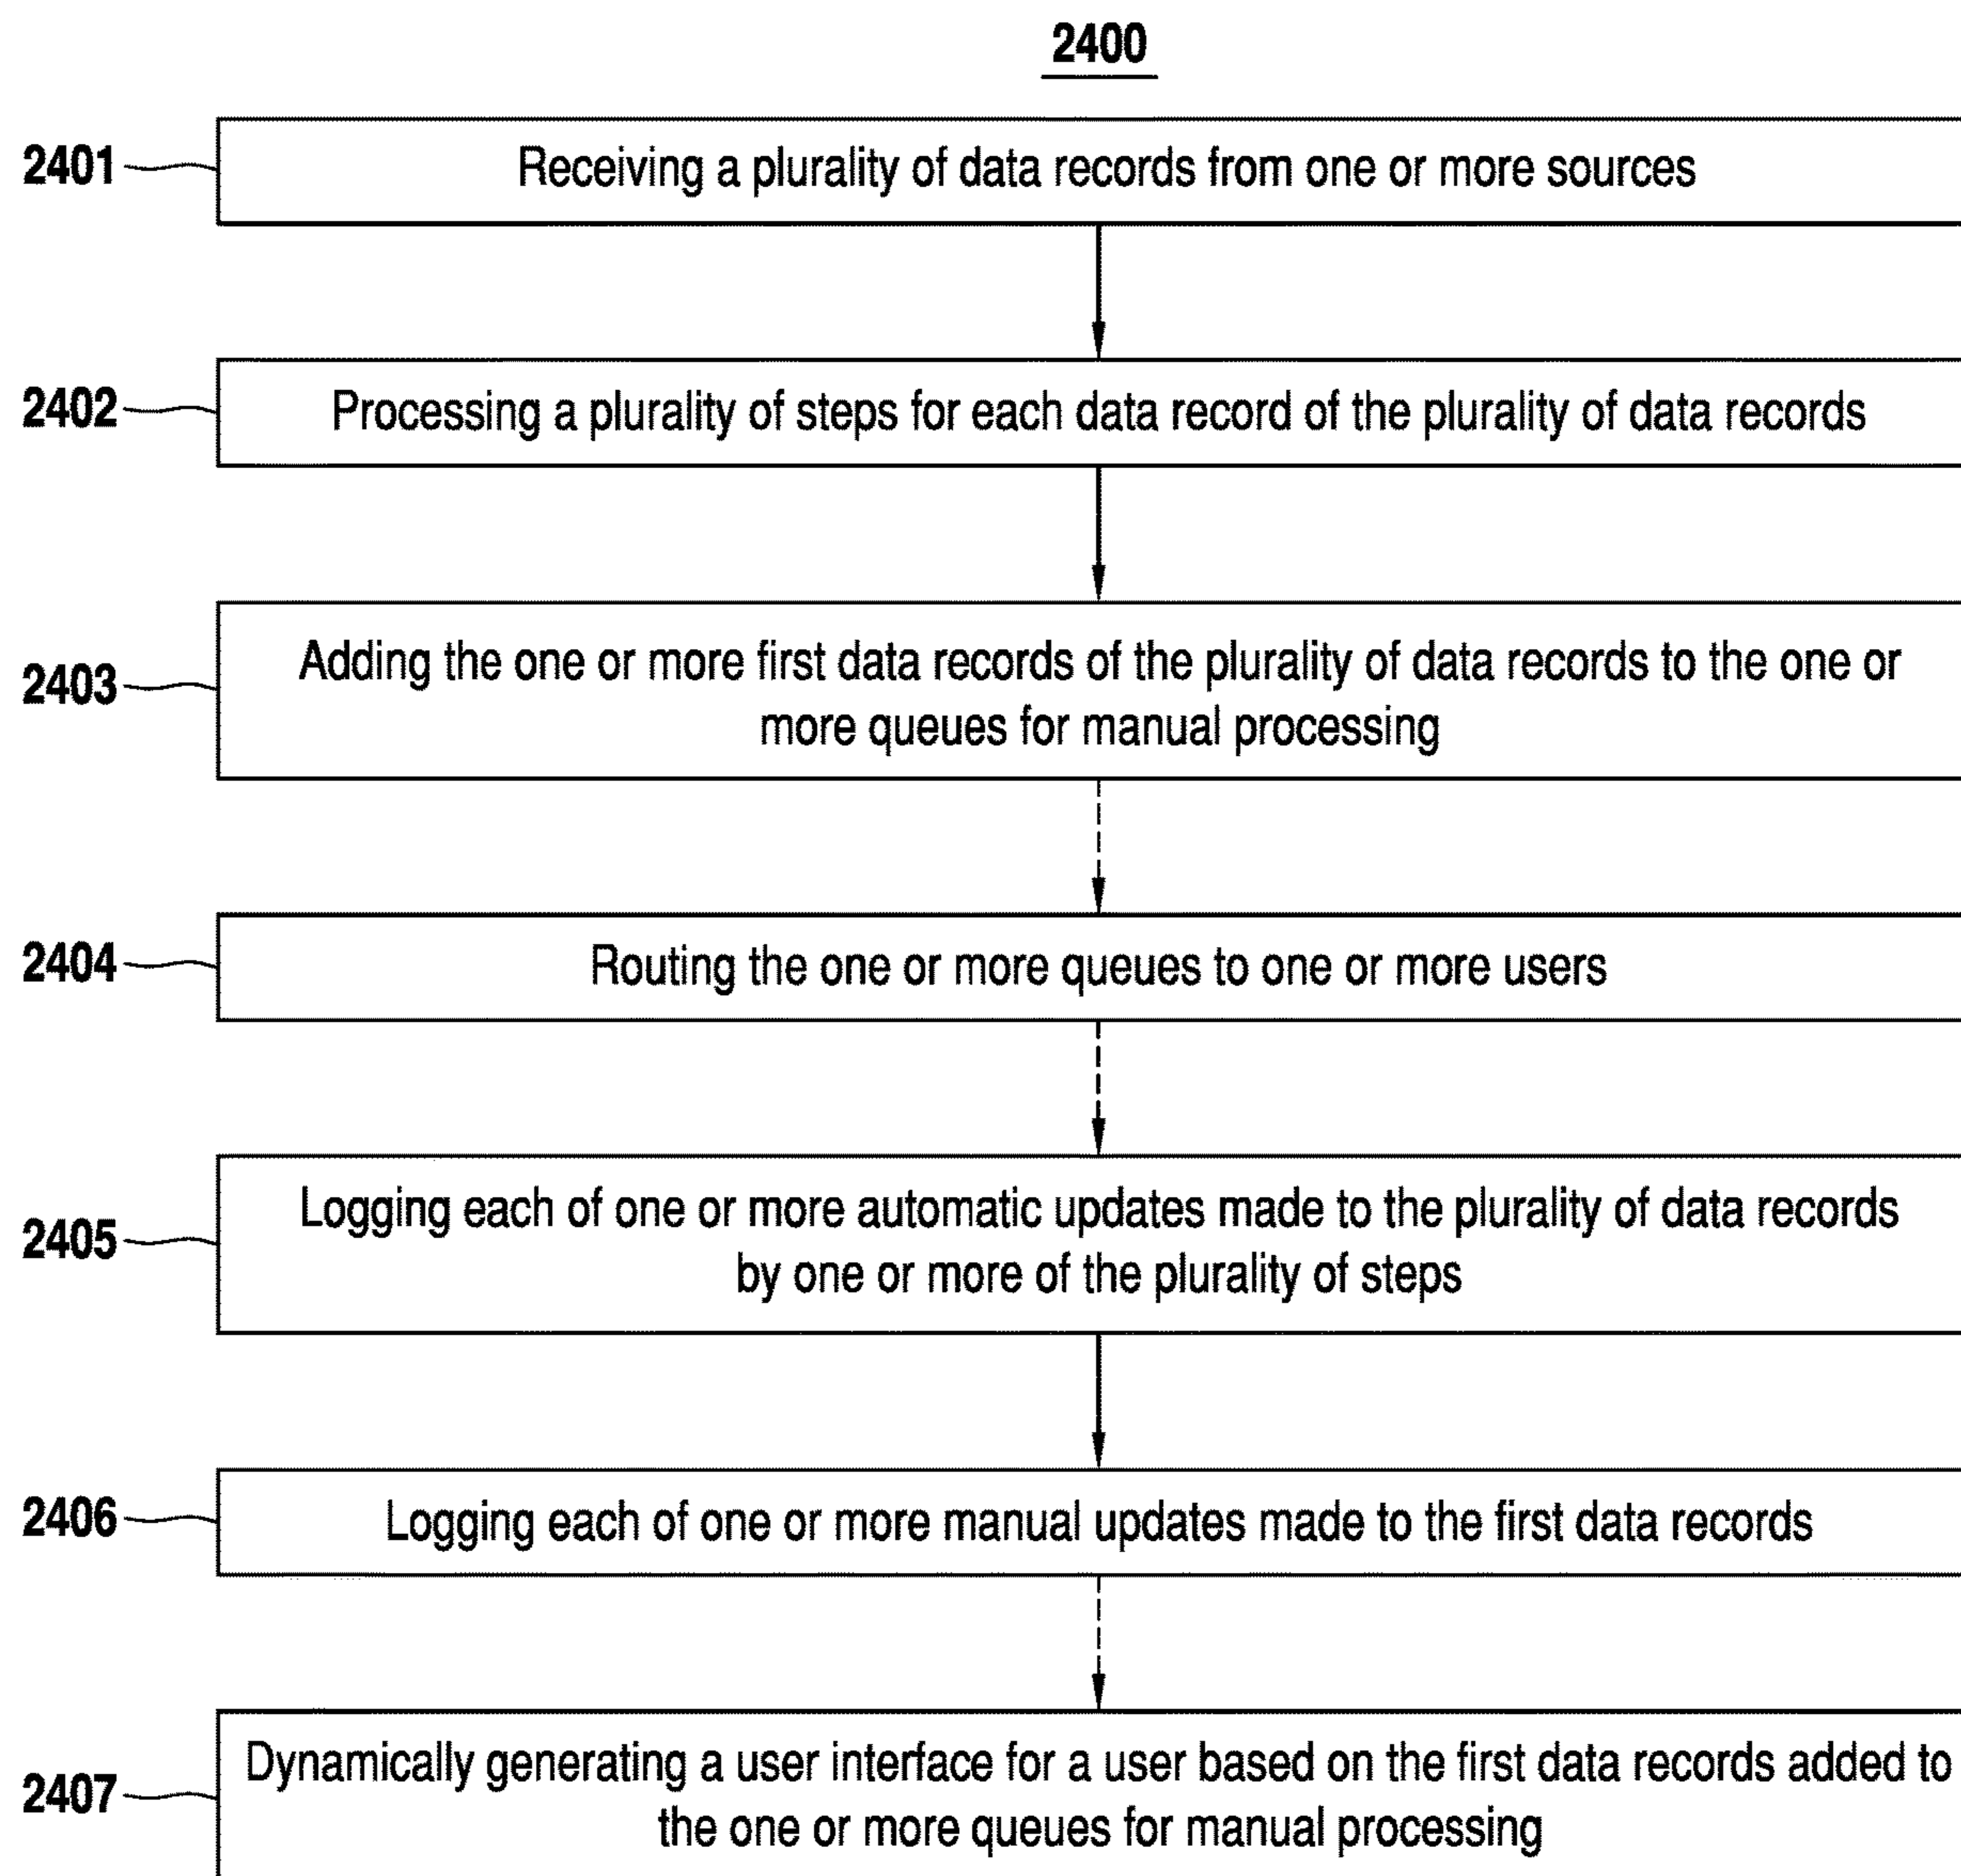 2400
2401
Receiving a plurality of data records from one or more sources
2402
Processing a plurality of steps for each data record of the plurality of data records
2403
Adding the one or more first data records of the plurality of data records to the one or
more queues for manual processing
2404
Routing the one or more queues to one or more users
2405
Logging each of one or more automatic updates made to the plurality of data records
by one or more of the plurality of steps
2406
Logging each of one or more manual updates made to the first data records
2407
Dynamically generating a user interface for a user based on the first data records added to
the one or more queues for manual processing